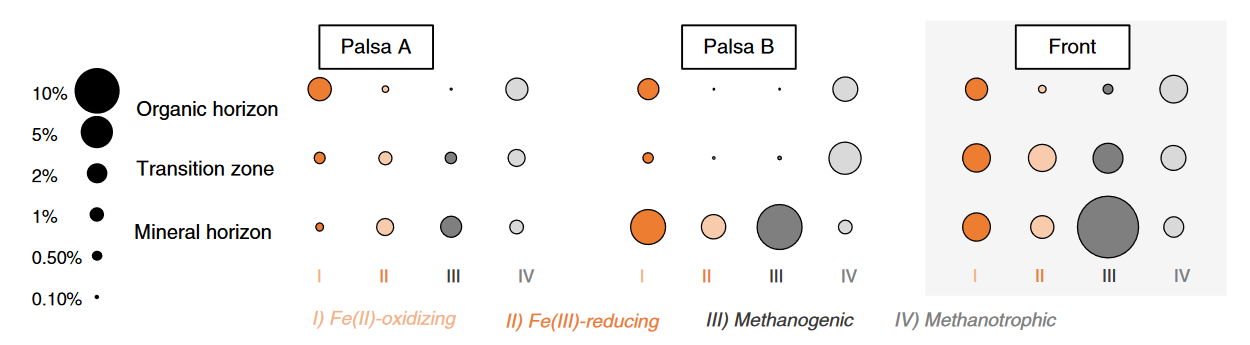 Palsa A
Palsa B
Front
10%
Organic horizon
5%
Transition zone
2%
1%
Mineral horizon
0.50%
0.10%
I II III IV
I II III IV
I II III IV
I) Fe(II)-oxidizing
II) Fe(III)-reducing
III) Methanogenic
IV) Methanotrophic